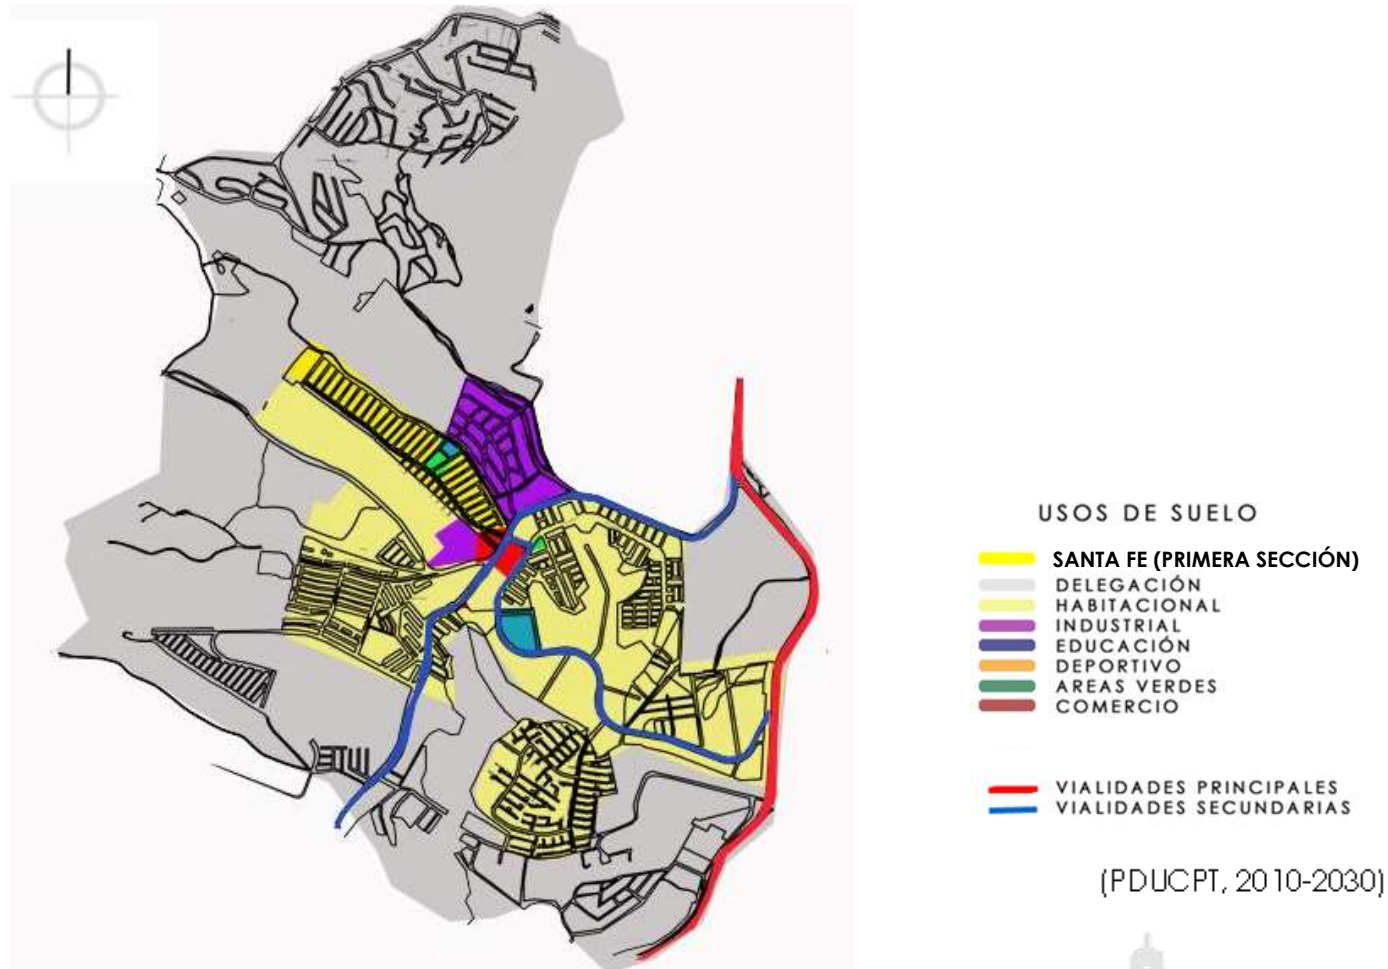 USOS DE SUELO
SANTA FE (PRIMERA SECCIÓN)
DELEGACIÓN
HABITACIONAL
INDUSTRIAL
EDUCACIÓN
DEPORTIVO
AREAS VERDES
COMERCIO
VIALIDADES PRINCIPALES
VIALIDADES SECUNDARIAS
(PDUCPT, 2010-2030)